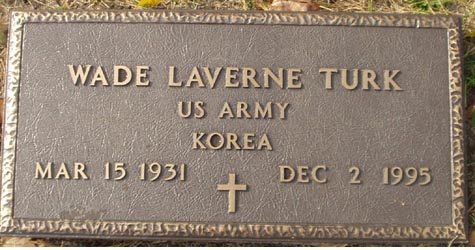 WADE LAVERNE TURK
US ARMY
KOREA
MAR 15 1931 DEC 2 1995